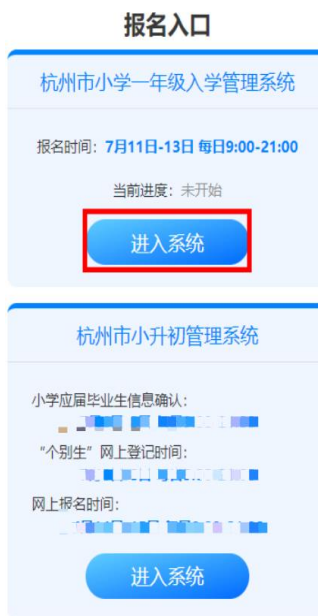 报名入口
杭州市小学一年级入学管理系统
报名时间：7月11日-13日 每日9:00-21:00
当前进度：未开始
进入系统
杭州市小升初管理系统
小学应届毕业生信息确认：
“个别生”网上登记时间：
网上报名时间：
进入系统